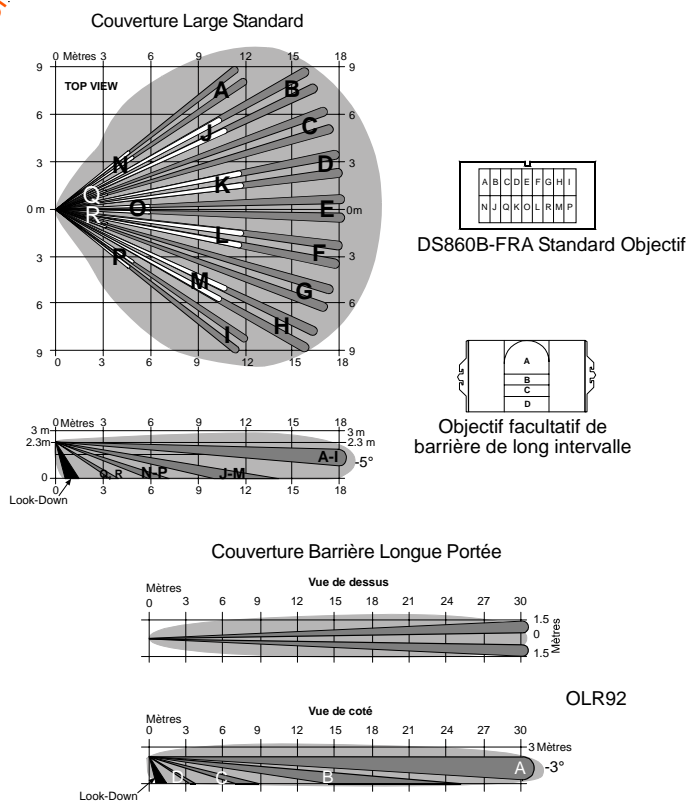 Couverture Large Standard
0 Mètres 3 6 9 12 15 18
9 9
TOP VIEW
A B
6 6
J C
3 N D 3
Q K
0 m R O E 0m
L
3 P F 3
M G
6 6
H
I
9 9
0 3 6 9 12 15 18
A B C D E F G H I
N J Q K O L R M P
DS860B-FRA Standard Objectif
A
B
C
D
Objectif facultatif de
barrière de long intervalle
0 Mètres 3 6 9 12 15 18
3 m 3 m
2.3m 2.3 m
A-I -5°
Q, R N-P J-M
0
0 3 6 9 12 15 18
Look-Down
Couverture Barrière Longue Portée
Vue de dessus
Mètres
0 3 6 9 12 15 18 21 24 27 30
1.5
0
1.5
Mètres
OLR92
Vue de coté
Mètres
0 3 6 9 12 15 18 21 24 27 30
3 Mètres
D C B A -3°
Look-Down